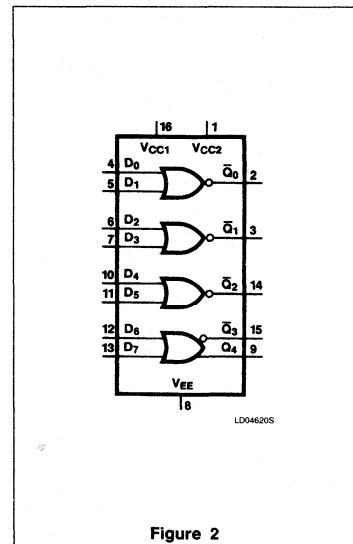 16 1
VCC1 VCC2
4 D0
5 D1
Q̅0 2
6 D2
7 D3
Q̅1 3
10 D4
11 D5
Q̅2 14
12 D6
13 D7
Q̅3 15
Q4 9
VEE
8
LD04620S
Figure 2